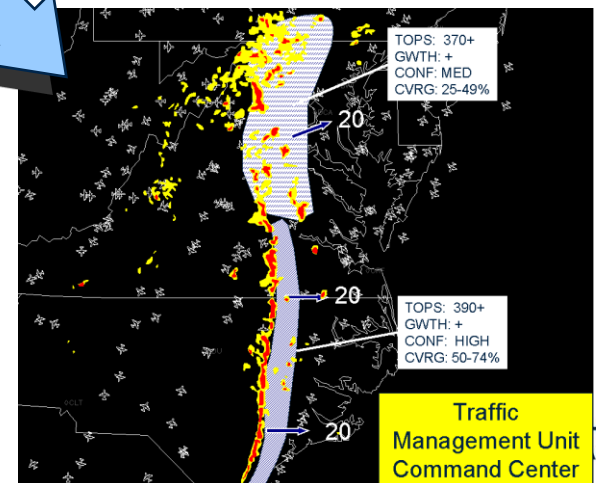 TOPS: 370+
GWTH: +
CONF: MED
CVRG: 25-49%
20
20
TOPS: 390+
GWTH: +
CONF: HIGH
CVRG: 50-74%
CLT
20
Traffic
Management Unit
Command Center